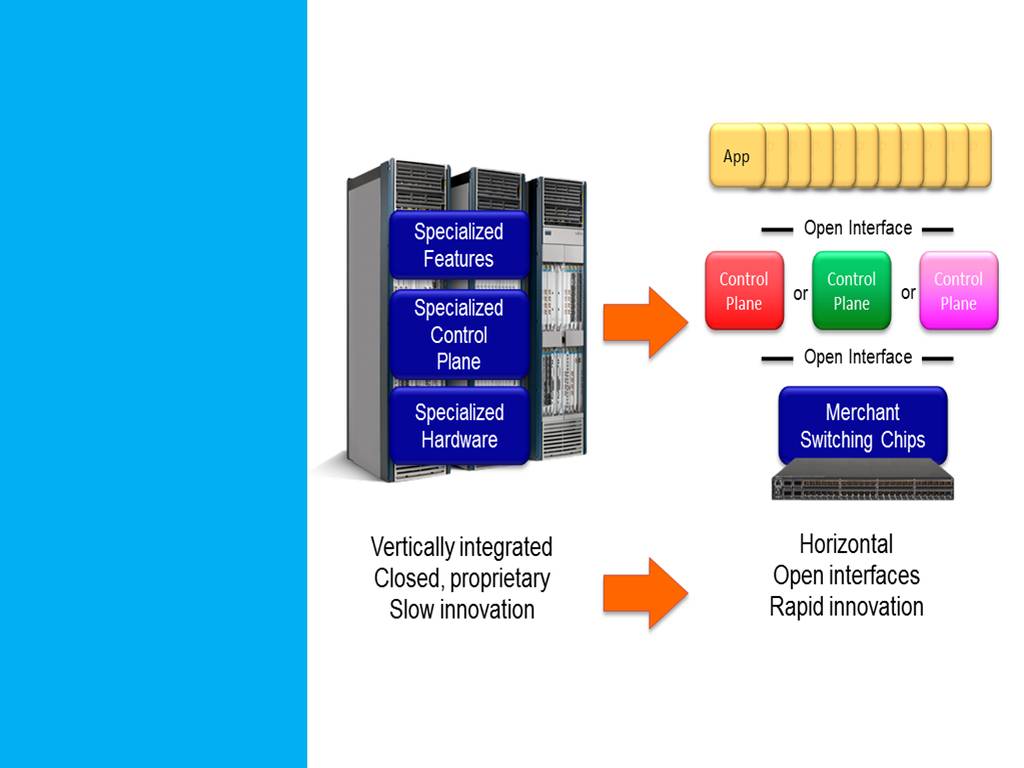 Specialized
Features
Specialized
Control
Plane
Specialized
Hardware
Vertically integrated
Closed, proprietary
Slow innovation
App
Open Interface
Control
Plane
or
Control
Plane
or
Control
Plane
Open Interface
Merchant
Switching Chips
Horizontal
Open interfaces
Rapid innovation